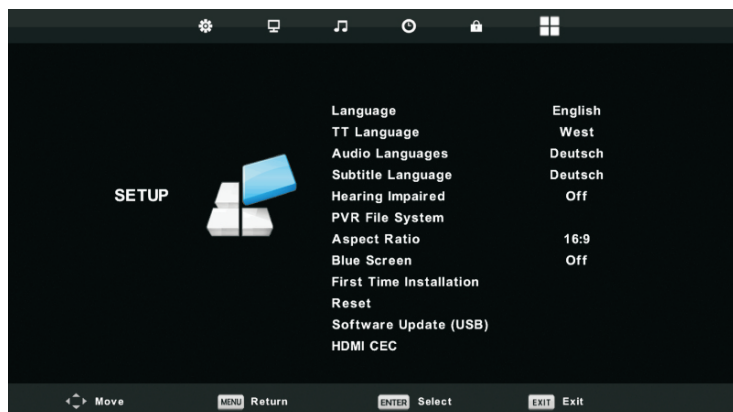 SETUP
Language English
TT Language West
Audio Languages Deutsch
Subtitle Language Deutsch
Hearing Impaired Off
PVR File System
Aspect Ratio 16:9
Blue Screen Off
First Time Installation
Reset
Software Update (USB)
HDMI CEC
Move MENU Return ENTER Select EXIT Exit